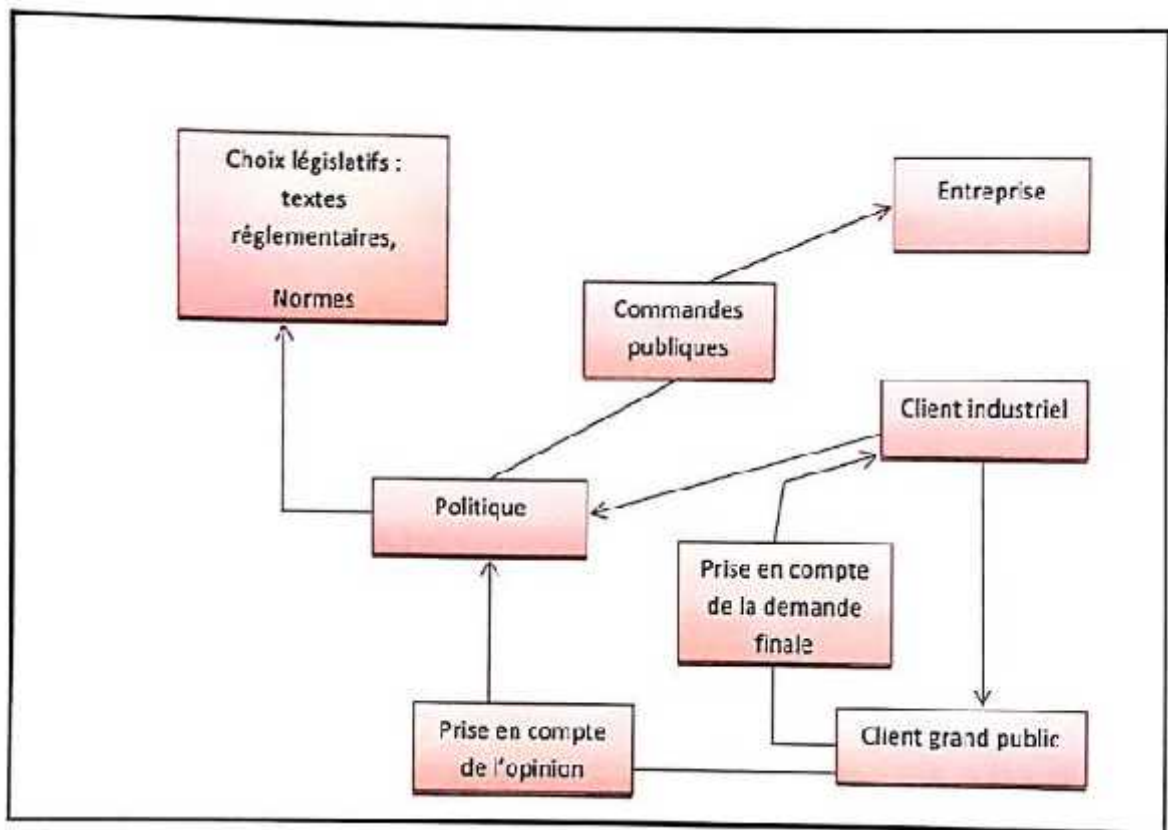 Choix législatifs :
textes
réglementaires,
Normes
Entreprise
Commandes
publiques
Client industriel
Politique
Prise en compte
de la demande
finale
Prise en compte
de l'opinion
Client grand public